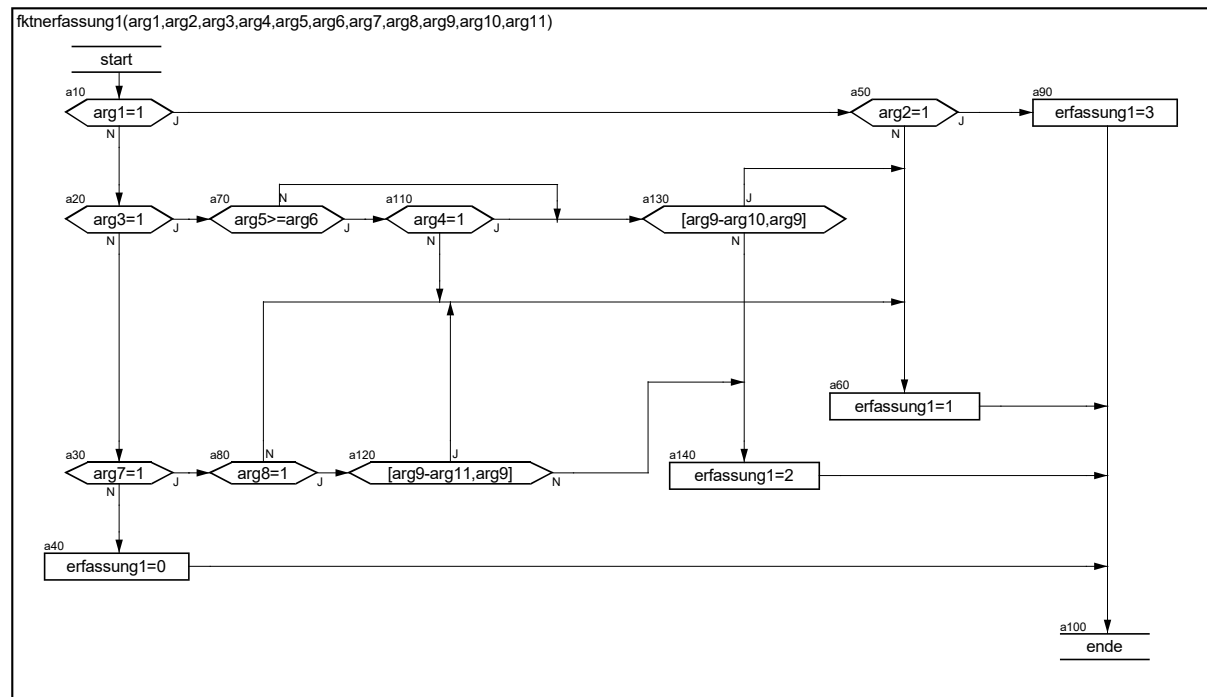 fktnerfassung1(arg1,arg2,arg3,arg4,arg5,arg6,arg7,arg8,arg9,arg10,arg11)
start
a10
arg1=1
J
N
a50
arg2=1
J
N
a90
erfassung1=3
a20
arg3=1
J
N
a70
N
arg5>=arg6
J
a110
arg4=1
J
N
a130
J
[arg9-arg10,arg9]
N
a60
erfassung1=1
a30
arg7=1
J
N
a80
N
arg8=1
J
a120
J
[arg9-arg11,arg9]
N
a140
erfassung1=2
a40
erfassung1=0
a100
ende